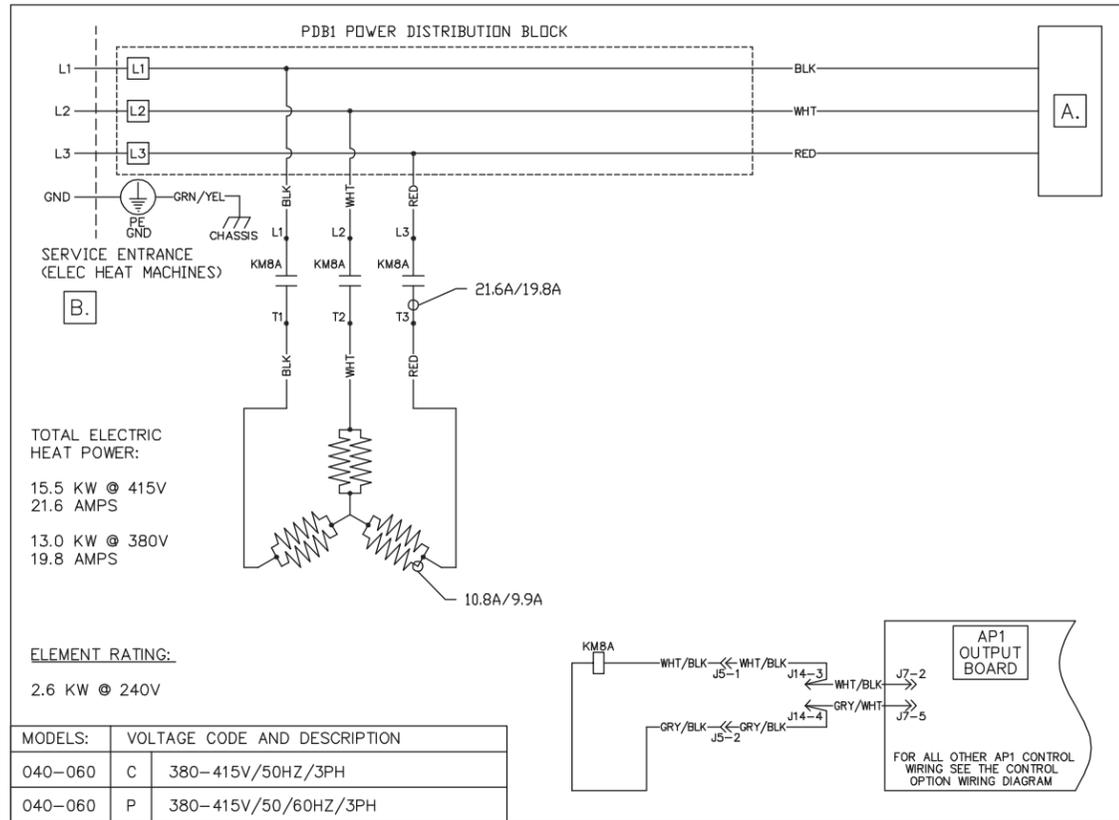 PDB1 POWER DISTRIBUTION BLOCK
L1
L1
BLK
L2
L2
WHT
A.
L3
L3
RED
GND
GRN/YEL
PE
GND
CHASSIS
BLK
WHT
RED
SERVICE ENTRANCE
(ELEC HEAT MACHINES)
B.
L1
L2
L3
KM8A
KM8A
KM8A
21.6A/19.8A
T1
T2
T3
BLK
WHT
RED
TOTAL ELECTRIC
HEAT POWER:
15.5 KW @ 415V
21.6 AMPS
13.0 KW @ 380V
19.8 AMPS
10.8A/9.9A
ELEMENT RATING:
2.6 KW @ 240V
KM8A
WHT/BLK
J5-1
WHT/BLK
J14-3
WHT/BLK
J7-2
GRY/WHT
J7-5
J14-4
GRY/BLK
J5-2
GRY/BLK
AP1
OUTPUT
BOARD
FOR ALL OTHER AP1 CONTROL
WIRING SEE THE CONTROL
OPTION WIRING DIAGRAM
MODELS: VOLTAGE CODE AND DESCRIPTION
040-060 C 380-415V/50HZ/3PH
040-060 P 380-415V/50/60HZ/3PH